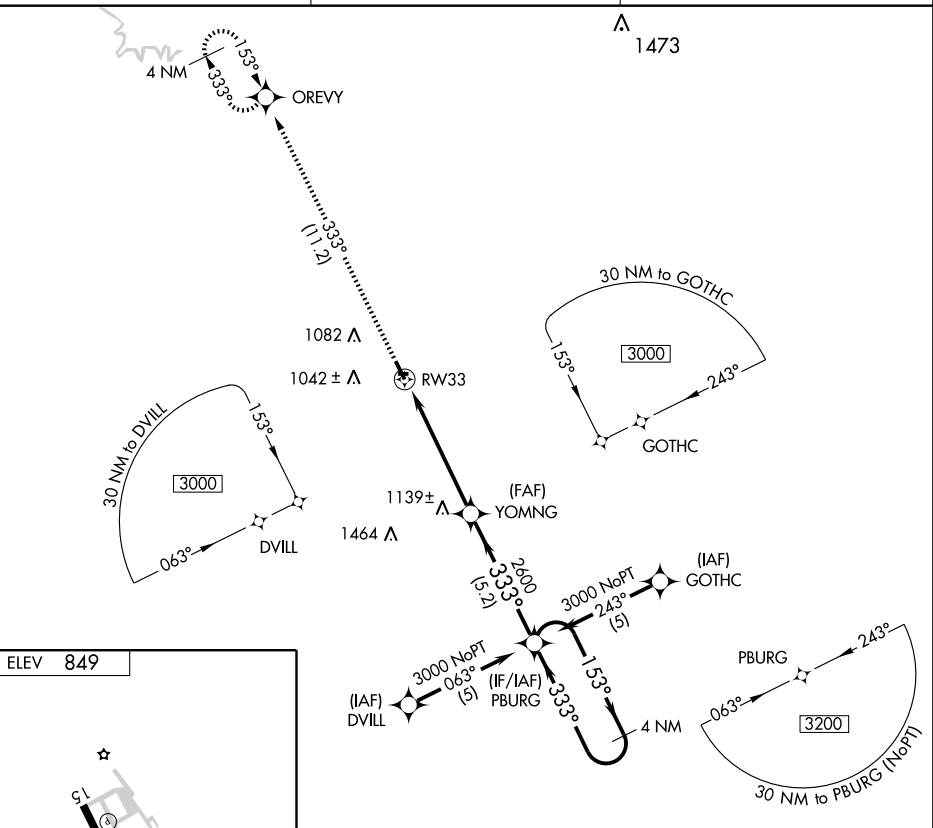 1473
4 NM
153°
333°
OREVY
333°
(11.2)
30 NM to GOTHC
3000
153°
243°
GOTHC
1082
1042 ±
RW33
30 NM to DVILL
153°
3000
063°
DVILL
1139±
(FAF)
YOMNG
1464
2600
333°
(5.2)
(IAF)
GOTHC
3000 NoPT
243°
(5)
3000 NoPT
063°
(5)
(IAF)
DVILL
(IF/IAF)
PBURG
333°
153°
4 NM
PBURG
243°
063°
3200
30 NM to PBURG (NoPT)
ELEV 849
15
P